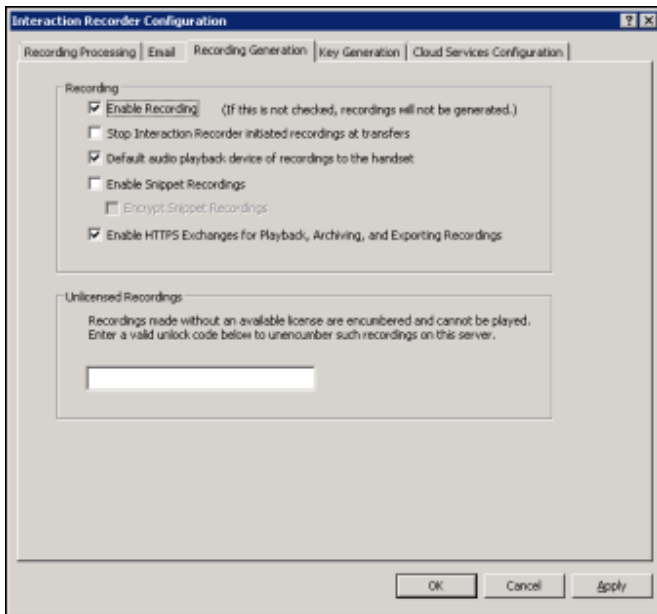 Interaction Recorder Configuration
Recording Processing Email Recording Generation Key Generation Cloud Services Configuration
Recording
Enable Recording (If this is not checked, recordings will not be generated.)
Stop Interaction Recorder initiated recordings at transfers
Default audio playback device of recordings to the handset
Enable Snippet Recordings
Encrypt Snippet Recordings
Enable HTTPS Exchanges for Playback, Archiving, and Exporting Recordings
Unlicensed Recordings
Recordings made without an available license are encumbered and cannot be played.
Enter a valid unlock code below to unencumber such recordings on this server.
OK Cancel Apply